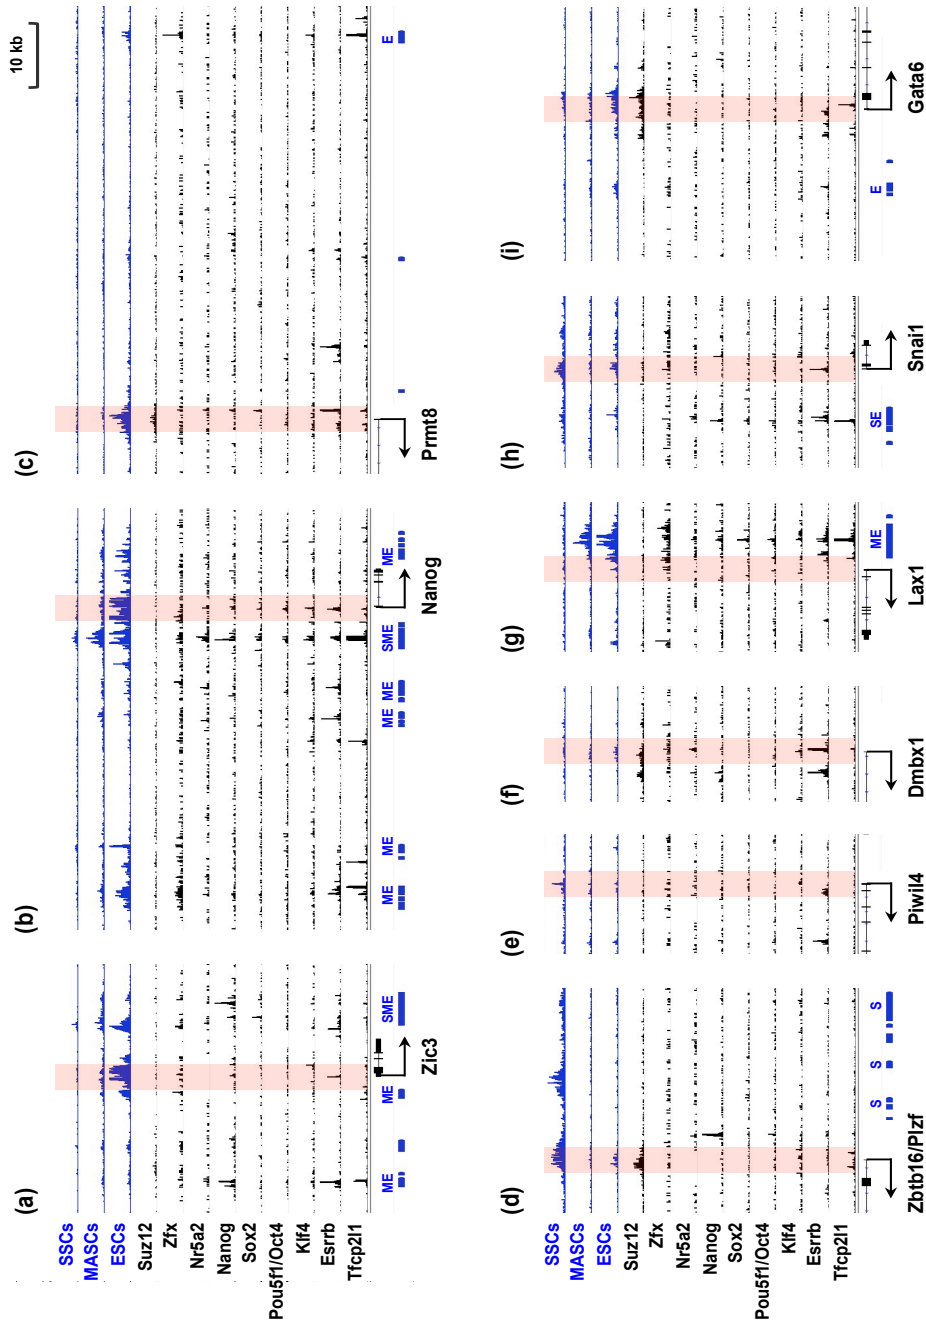 (a)
(b)
(c)
10 kb
SSCs
MASCs
ESCs
Suz12
Zfx
Nr5a2
Nanog
Sox2
Pou5f1/Oct4
Klf4
Esrrb
Tfcp2l1
ME ME SME
Zic3
ME ME ME ME SME ME
Nanog
E
Prmt8
(d)
(e)
(f)
(g)
(h)
(i)
SSCs
MASCs
ESCs
Suz12
Zfx
Nr5a2
Nanog
Sox2
Pou5f1/Oct4
Klf4
Esrrb
Tfcp2l1
S S S
Zbtb16/Plzf
Piwil4
Dmbx1
ME
Lax1
SE
Snai1
E
Gata6